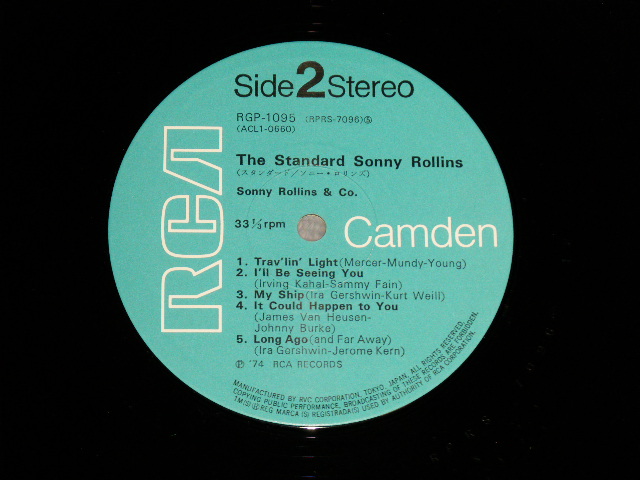 Side 2 Stereo
RGP-1095 (RPRS-7096)Ⓢ
(ACL1-0660)
The Standard Sonny Rollins
(スタンダード／ソニー・ロリンズ)
Sonny Rollins & Co.
33⅓rpm
RCA
Camden
1. Trav'lin' Light(Mercer-Mundy-Young)
2. I'll Be Seeing You
(Irving Kahal-Sammy Fain)
3. My Ship(Ira Gershwin-Kurt Weill)
4. It Could Happen to You
(James Van Heusen-
Johnny Burke)
5. Long Ago(and Far Away)
(Ira Gershwin-Jerome Kern)
Ⓟ '74 RCA RECORDS
MANUFACTURED BY RVC CORPORATION, TOKYO, JAPAN, ALL RIGHTS RESERVED.
COPYING PUBLIC PERFORMANCE, BROADCASTING OF THESE RECORDS ARE FORBIDDEN.
TM(S)®REG MARCA(S) REGISTRADA(S) USED BY AUTHORITY OF RCA CORPORATION.